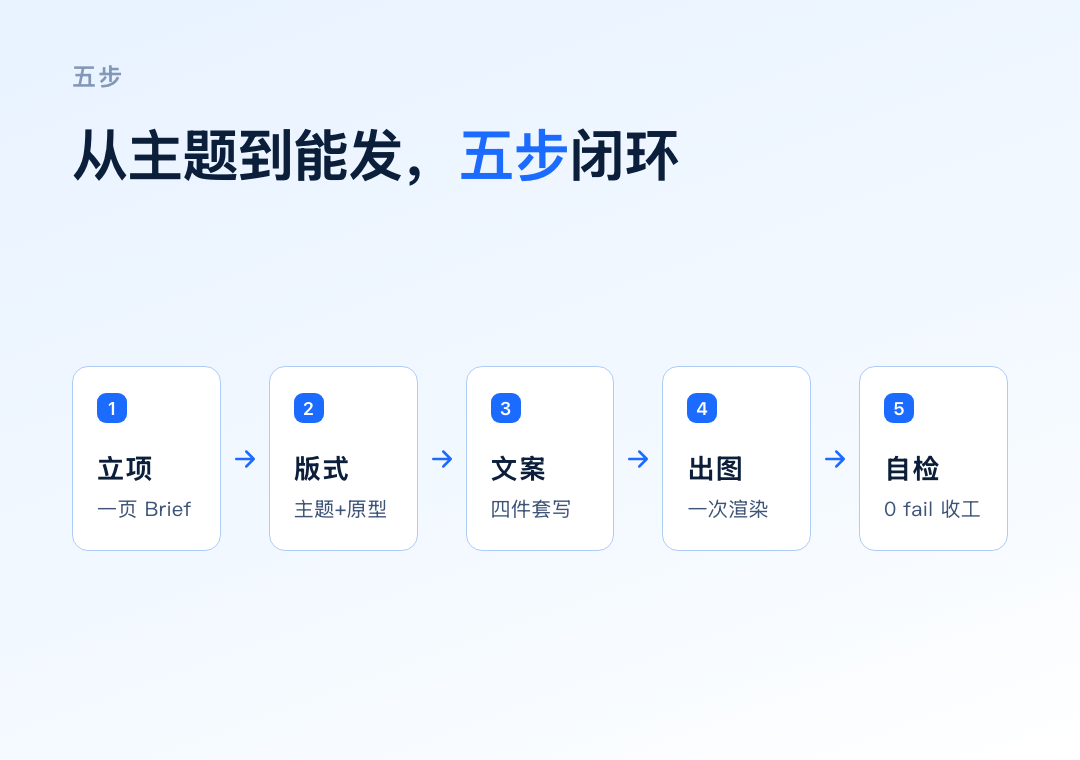 五步
从主题到能发，五步闭环
1
立项
一页 Brief
2
版式
主题+原型
3
文案
四件套写
4
出图
一次渲染
5
自检
0 fail 收工